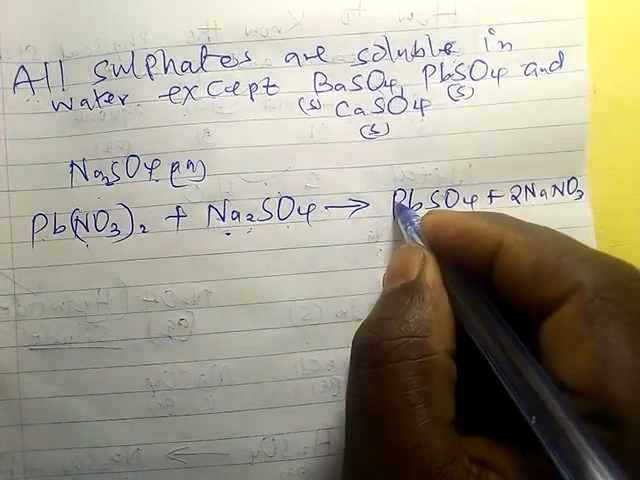 All sulphates are soluble in
water except BaSO4, PbSO4 and
(s) CaSO4 (s)
(s)
Na2SO4 (aq)
Pb(NO3)2 + Na2SO4 → PbSO4 + 2NaNO3